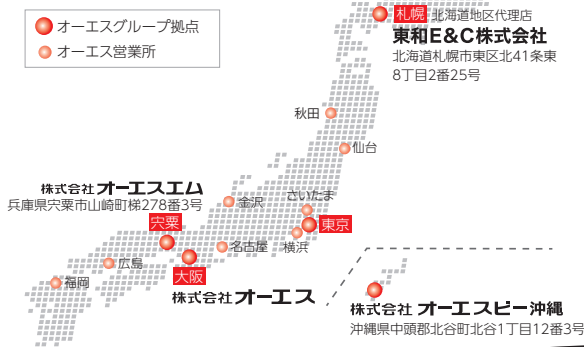 オーエスグループ拠点
オーエス営業所
札幌 北海道地区代理店
東和E&C株式会社
北海道札幌市東区北41条東
8丁目2番25号
秋田
仙台
株式会社 オーエスエム
兵庫県宍粟市山崎町梯278番3号
宍粟
金沢
さいたま
東京
横浜
名古屋
大阪
広島
福岡
株式会社 オーエス
株式会社 オーエスビー沖縄
沖縄県中頭郡北谷町北谷1丁目12番3号